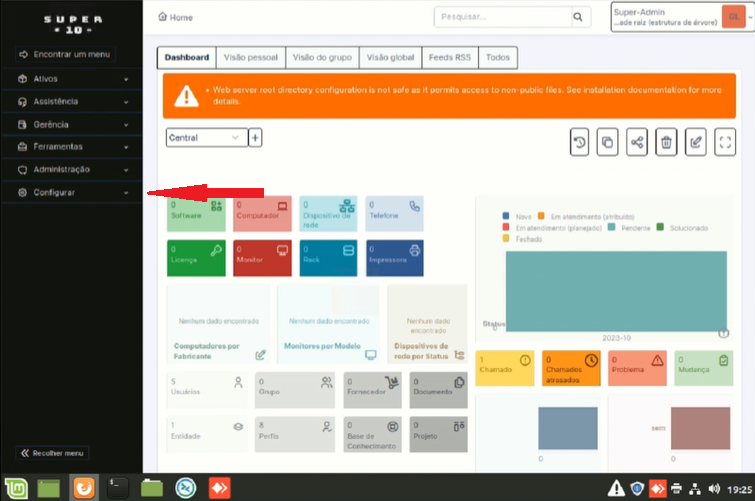 SUPER
10
Home
Pesquisar...
Super-Admin
...ade raiz (estrutura de árvore)
GL
Encontrar um menu
Ativos
Assistência
Gerência
Ferramentas
Administração
Configurar
Recolher menu
Dashboard
Visão pessoal
Visão do grupo
Visão global
Feeds RSS
Todos
• Web server root directory configuration is not safe as it permits access to non-public files. See installation documentation for more
details.
Central
+
0
Software
0
Computador
0
Dispositivo de
rede
0
Telefone
0
Licença
0
Monitor
0
Rack
0
Impressora
Nenhum dado encontrado
Computadores por
Fabricante
Nenhum dado encontrado
Monitores por Modelo
Nenhum dado
encontrado
Dispositivos de
rede por Status
5
Usuários
0
Grupo
0
Fornecedor
0
Documento
1
Entidade
8
Perfis
0
Base de
Conhecimento
0
Projeto
Novo
Em atendimento (atribuído)
Em atendimento (planejado)
Pendente
Solucionado
Fechado
Status
2023-10
1
Chamado
0
Chamados
atrasados
0
Problema
0
Mudança
0
sem
0
19:25